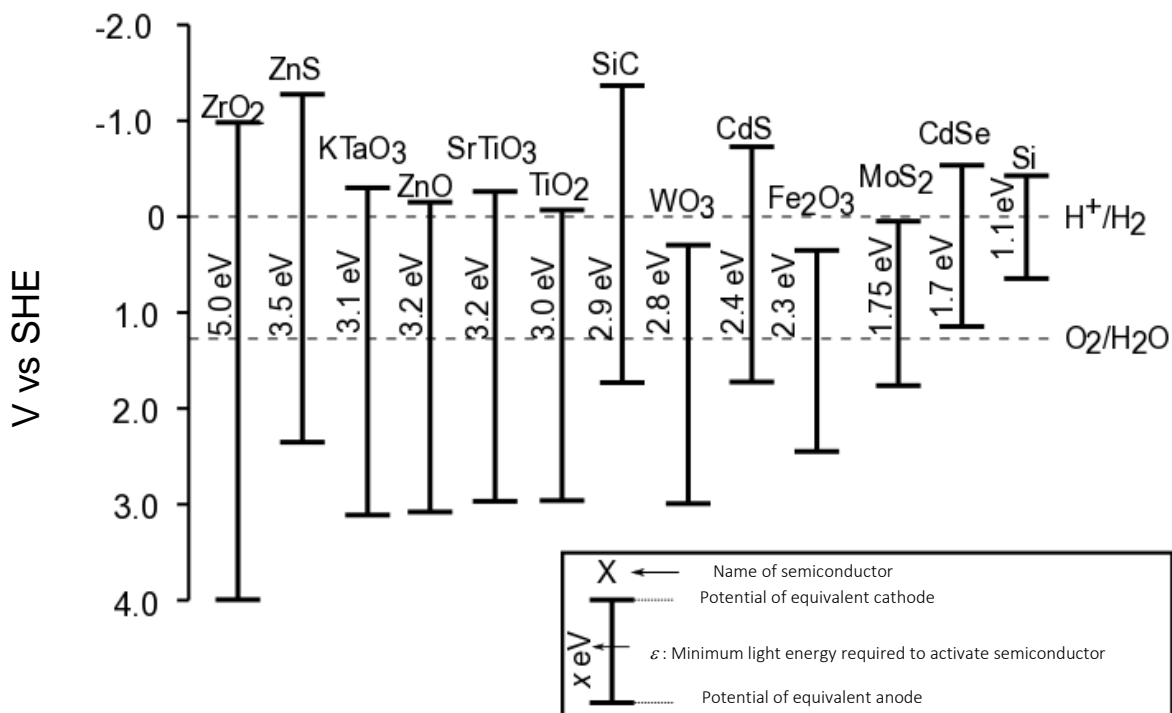 -2.0
-1.0
0
1.0
2.0
3.0
4.0
V vs SHE
ZrO2
5.0 eV
ZnS
3.5 eV
KTaO3
3.1 eV
ZnO
3.2 eV
SrTiO3
3.2 eV
TiO2
3.0 eV
SiC
2.9 eV
WO3
2.8 eV
CdS
2.4 eV
Fe2O3
2.3 eV
MoS2
1.75 eV
CdSe
1.7 eV
Si
1.1 eV
H+/H2
O2/H2O
X Name of semiconductor
Potential of equivalent cathode
x eV ε : Minimum light energy required to activate semiconductor
Potential of equivalent anode